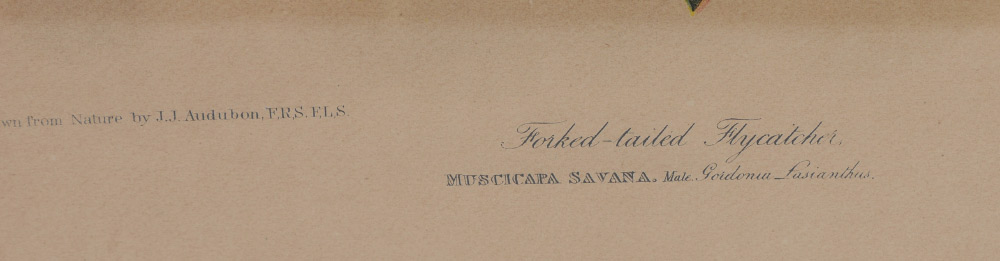 wn from Nature by J.J. Audubon, F.R.S. F.L.S.
Forked-tailed Flycatcher,
MUSCICAPA SAVANA. Male. Gordonia Lasianthus.